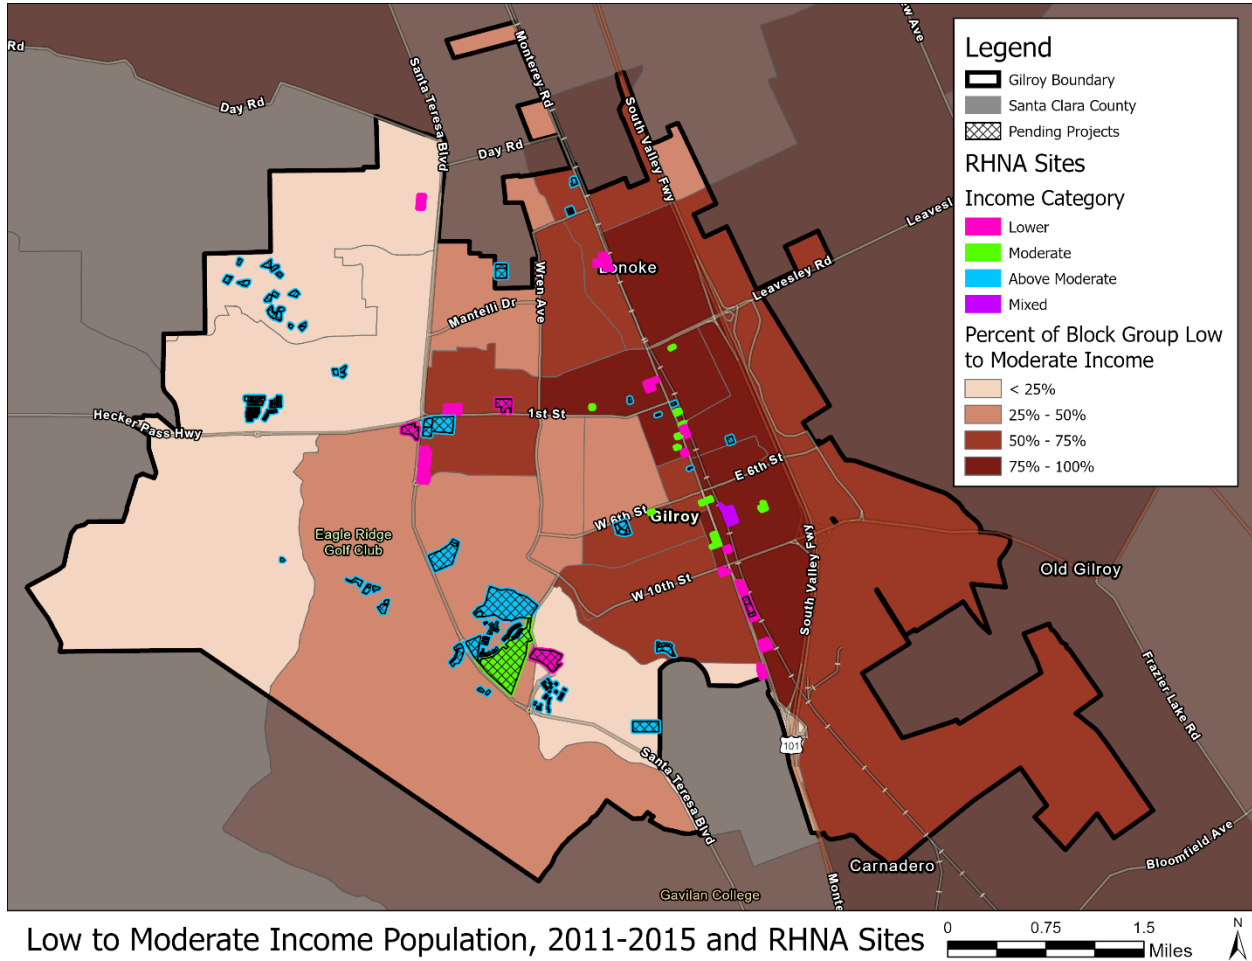 Rd
Day Rd
Santa Teresa Blvd
Monterey Rd
South Valley Fwy
ew Ave
Day Rd
Leavesl
Leavesley Rd
Lonoke
Wren Ave
Mantelli Dr
Hecker Pass Hwy
1st St
E 6th St
W 6th St
Gilroy
Eagle Ridge
Golf Club
W 10th St
South Valley Fwy
Old Gilroy
Frazier Lake Rd
101
Santa Teresa Blvd
Carnadero
Bloomfield Ave
Gavilan College
Monte
Legend
Gilroy Boundary
Santa Clara County
Pending Projects
RHNA Sites
Income Category
Lower
Moderate
Above Moderate
Mixed
Percent of Block Group Low
to Moderate Income
< 25%
25% - 50%
50% - 75%
75% - 100%
Low to Moderate Income Population, 2011-2015 and RHNA Sites
0 0.75 1.5
Miles
N